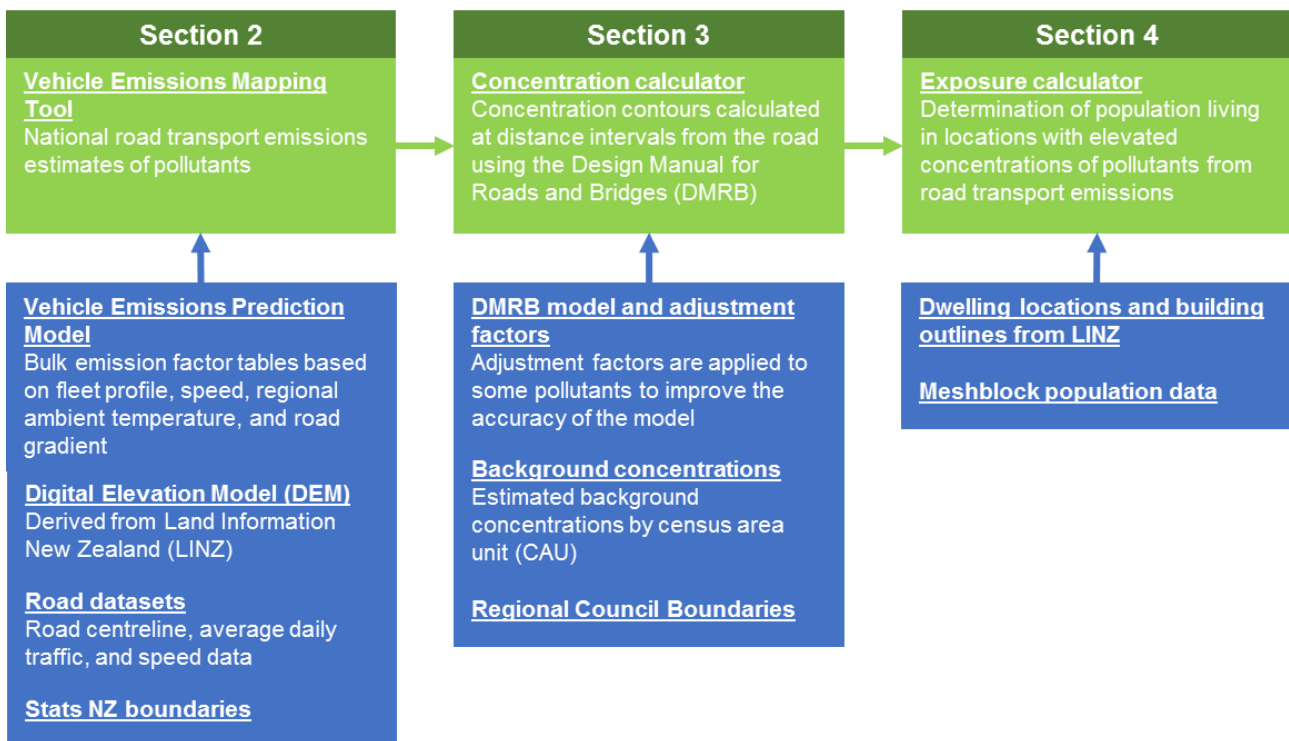 Section 2
Vehicle Emissions Mapping
Tool
National road transport emissions
estimates of pollutants
Vehicle Emissions Prediction
Model
Bulk emission factor tables based
on fleet profile, speed, regional
ambient temperature, and road
gradient
Digital Elevation Model (DEM)
Derived from Land Information
New Zealand (LINZ)
Road datasets
Road centreline, average daily
traffic, and speed data
Stats NZ boundaries
Section 3
Concentration calculator
Concentration contours calculated
at distance intervals from the road
using the Design Manual for
Roads and Bridges (DMRB)
DMRB model and adjustment
factors
Adjustment factors are applied to
some pollutants to improve the
accuracy of the model
Background concentrations
Estimated background
concentrations by census area
unit (CAU)
Regional Council Boundaries
Section 4
Exposure calculator
Determination of population living
in locations with elevated
concentrations of pollutants from
road transport emissions
Dwelling locations and building
outlines from LINZ
Meshblock population data